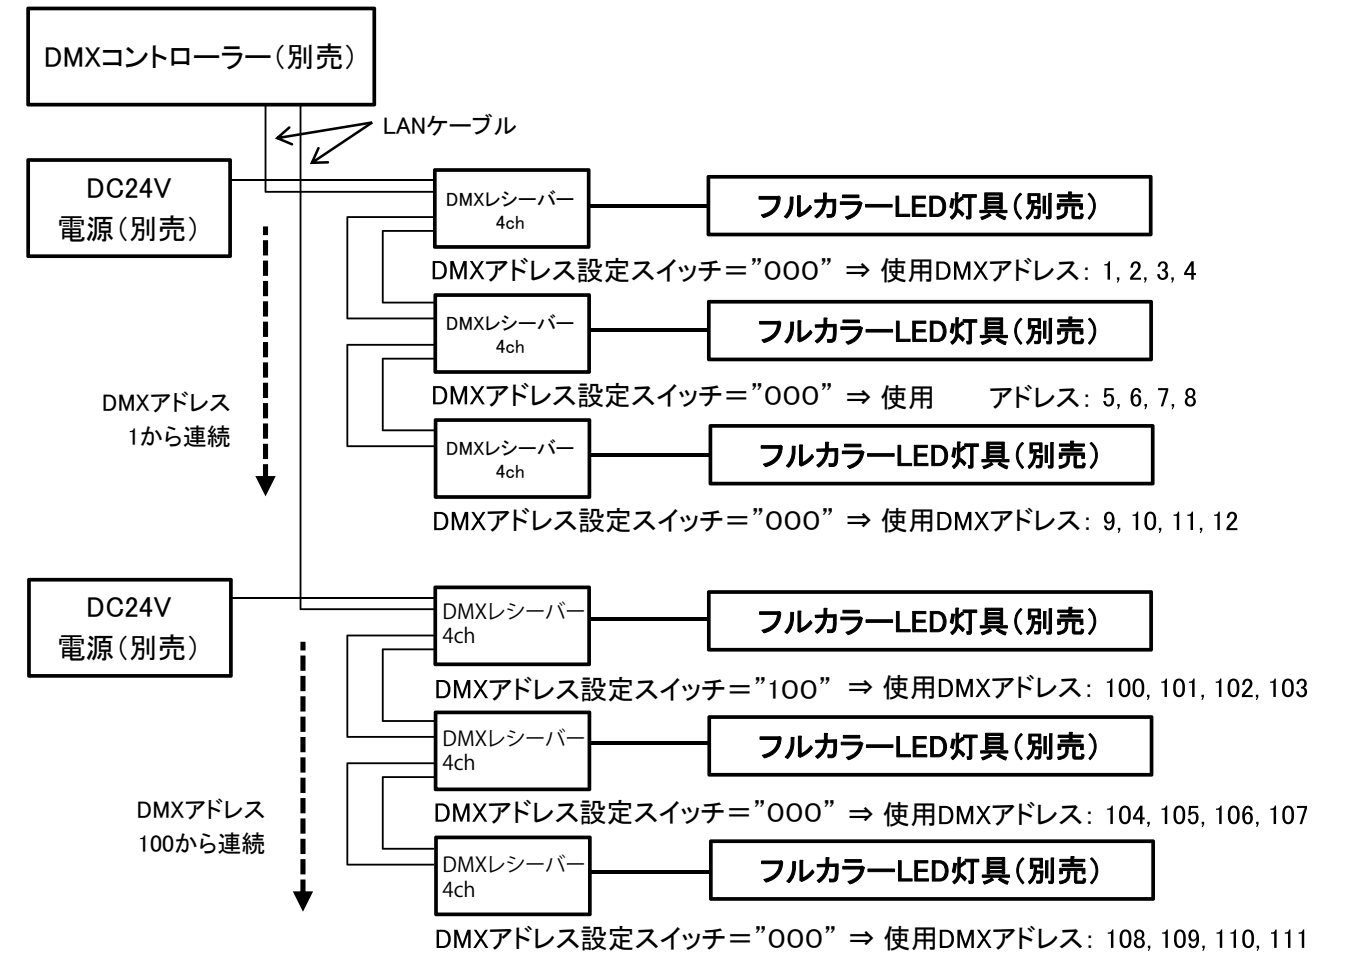 DMXコントローラー（別売）
LANケーブル
DC24V
電源（別売）
DMXレシーバー
4ch
フルカラーLED灯具（別売）
DMXアドレス設定スイッチ＝”000” ⇒ 使用DMXアドレス： 1, 2, 3, 4
DMXレシーバー
4ch
フルカラーLED灯具（別売）
DMXアドレス設定スイッチ＝”000” ⇒ 使用　　アドレス： 5, 6, 7, 8
DMXアドレス
1から連続
DMXレシーバー
4ch
フルカラーLED灯具（別売）
DMXアドレス設定スイッチ＝”000” ⇒ 使用DMXアドレス： 9, 10, 11, 12
DC24V
電源（別売）
DMXレシーバー
4ch
フルカラーLED灯具（別売）
DMXアドレス設定スイッチ＝”100” ⇒ 使用DMXアドレス： 100, 101, 102, 103
DMXレシーバー
4ch
フルカラーLED灯具（別売）
DMXアドレス設定スイッチ＝”000” ⇒ 使用DMXアドレス： 104, 105, 106, 107
DMXアドレス
100から連続
DMXレシーバー
4ch
フルカラーLED灯具（別売）
DMXアドレス設定スイッチ＝”000” ⇒ 使用DMXアドレス： 108, 109, 110, 111